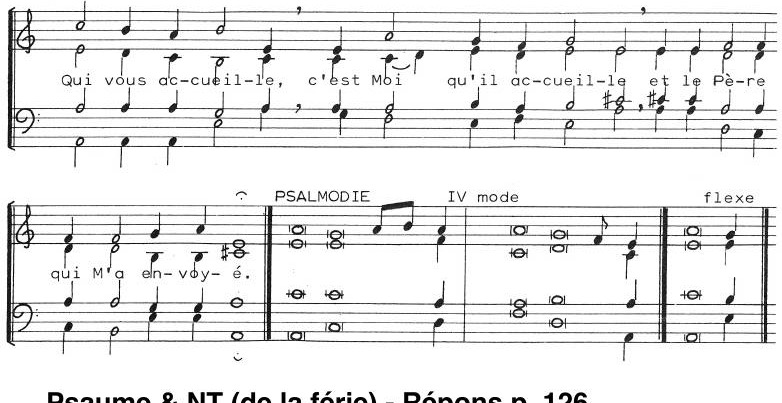 Qui vous ac-cueil-le, c'est Moi qu'il ac-cueil-le et le Pè-re
PSALMODIE IV mode flexe
qui M'a en-voy-é.
Psaume & NT (de la férie) - Répons p. 126